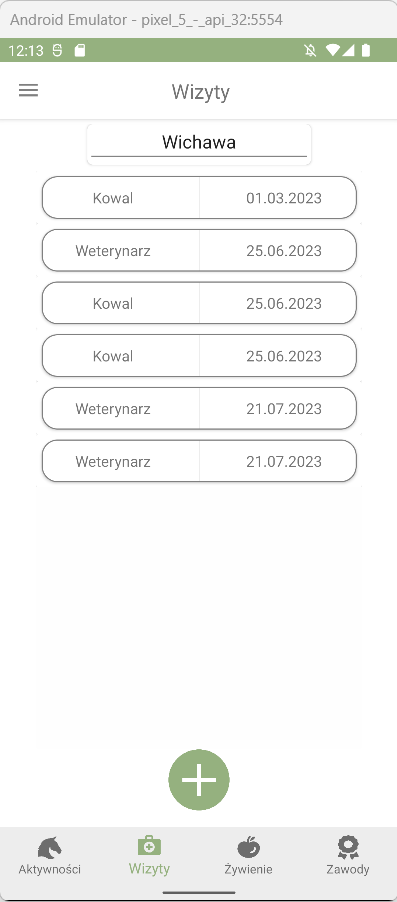 Android Emulator - pixel_5_-_api_32:5554
12:13
Wizyty
Wichawa
Kowal 01.03.2023
Weterynarz 25.06.2023
Kowal 25.06.2023
Kowal 25.06.2023
Weterynarz 21.07.2023
Weterynarz 21.07.2023
Aktywności Wizyty Żywienie Zawody